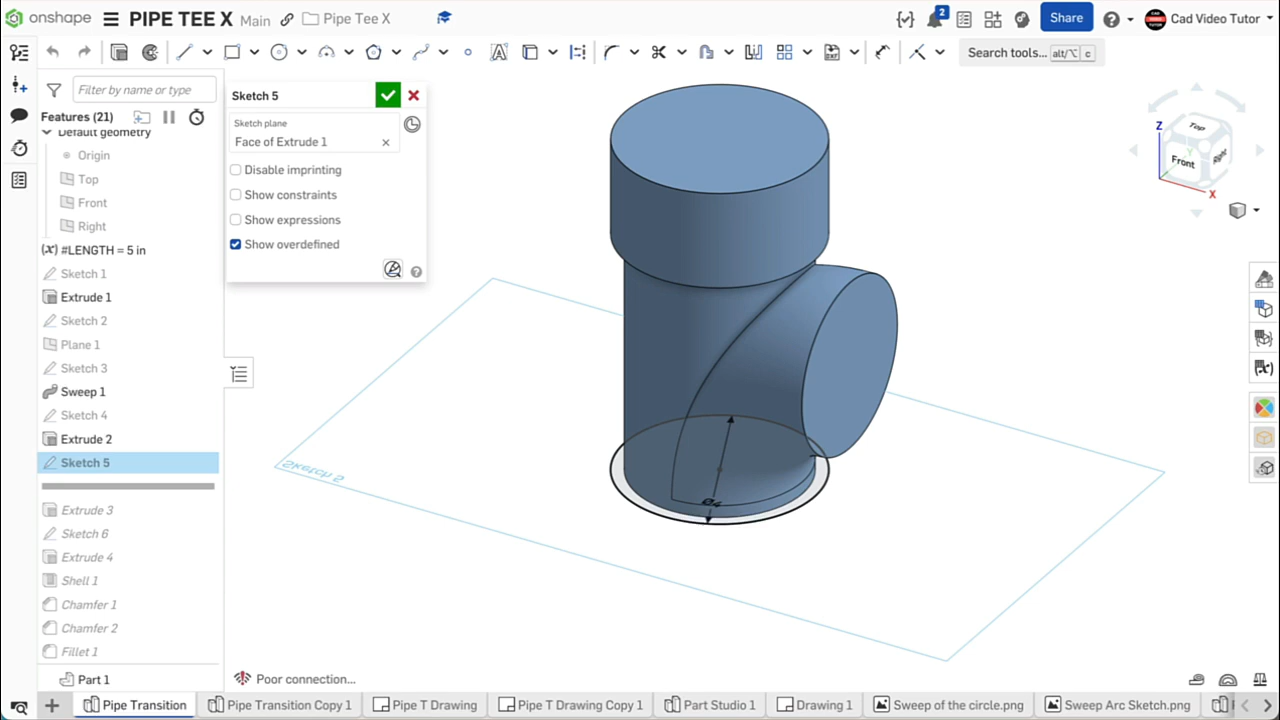 onshape PIPE TEE X Main Pipe Tee X 2 Share Cad Video Tutor
Search tools... alt/⌥ c
Filter by name or type
Features (21)
Default geometry
Origin
Top
Front
Right
(x) #LENGTH = 5 in
Sketch 1
Extrude 1
Sketch 2
Plane 1
Sketch 3
Sweep 1
Sketch 4
Extrude 2
Sketch 5
Extrude 3
Sketch 6
Extrude 4
Shell 1
Chamfer 1
Chamfer 2
Fillet 1
Part 1
Sketch 5
Sketch plane
Face of Extrude 1
Disable imprinting
Show constraints
Show expressions
Show overdefined
Sketch 5
Ø4
Z
Top
Front
Right
Y
X
Poor connection...
Pipe Transition Pipe Transition Copy 1 Pipe T Drawing Pipe T Drawing Copy 1 Part Studio 1 Drawing 1 Sweep of the circle.png Sweep Arc Sketch.png